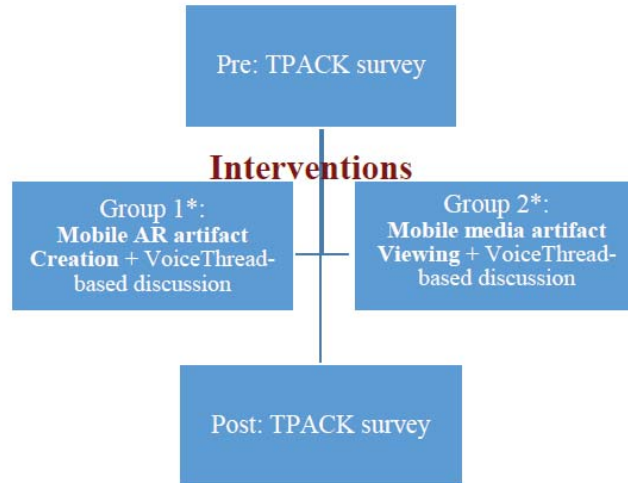 Pre: TPACK survey
Interventions
Group 1*:
Mobile AR artifact
Creation + VoiceThread-
based discussion
Group 2*:
Mobile media artifact
Viewing + VoiceThread-
based discussion
Post: TPACK survey